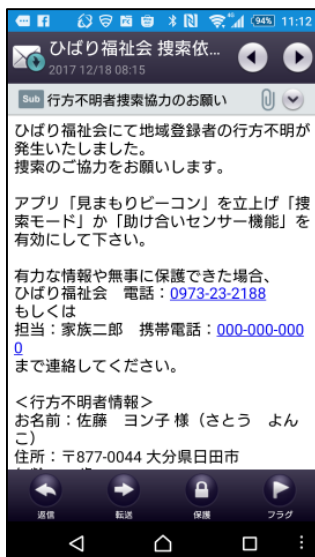 94% 11:12
ひばり福祉会 捜索依...
2017 12/18 08:15
Sub 行方不明者捜索協力のお願い
ひばり福祉会にて地域登録者の行方不明が
発生いたしました。
捜索のご協力をお願いします。
アプリ「見まもりビーコン」を立上げ「捜
索モード」か「助け合いセンサー機能」を
有効にして下さい。
有力な情報や無事に保護できた場合、
ひばり福祉会 電話：0973-23-2188
もしくは
担当：家族二郎 携帯電話：000-000-000
0
まで連絡してください。
＜行方不明者情報＞
お名前：佐藤 ヨン子 様（さとう よん
こ）
住所：〒877-0044 大分県日田市
返信 転送 保護 フラグ